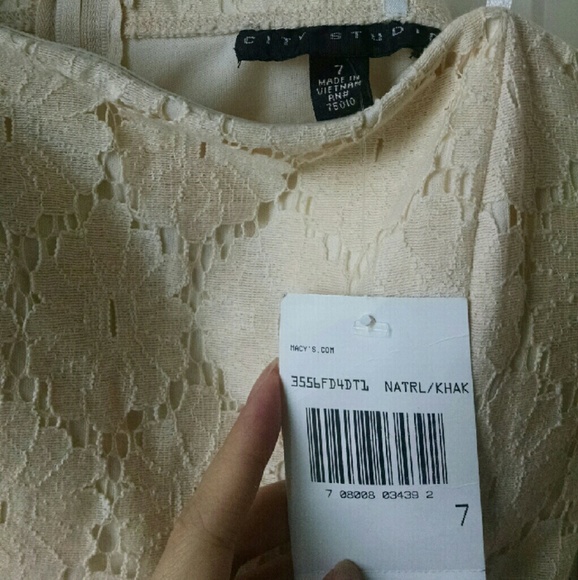 CITY STUDIO
7
MADE IN
VIETNAM
RN#
75010
MACY'S.COM
3556FD4DT1 NATRL/KHAK
7 08008 03439 2
7